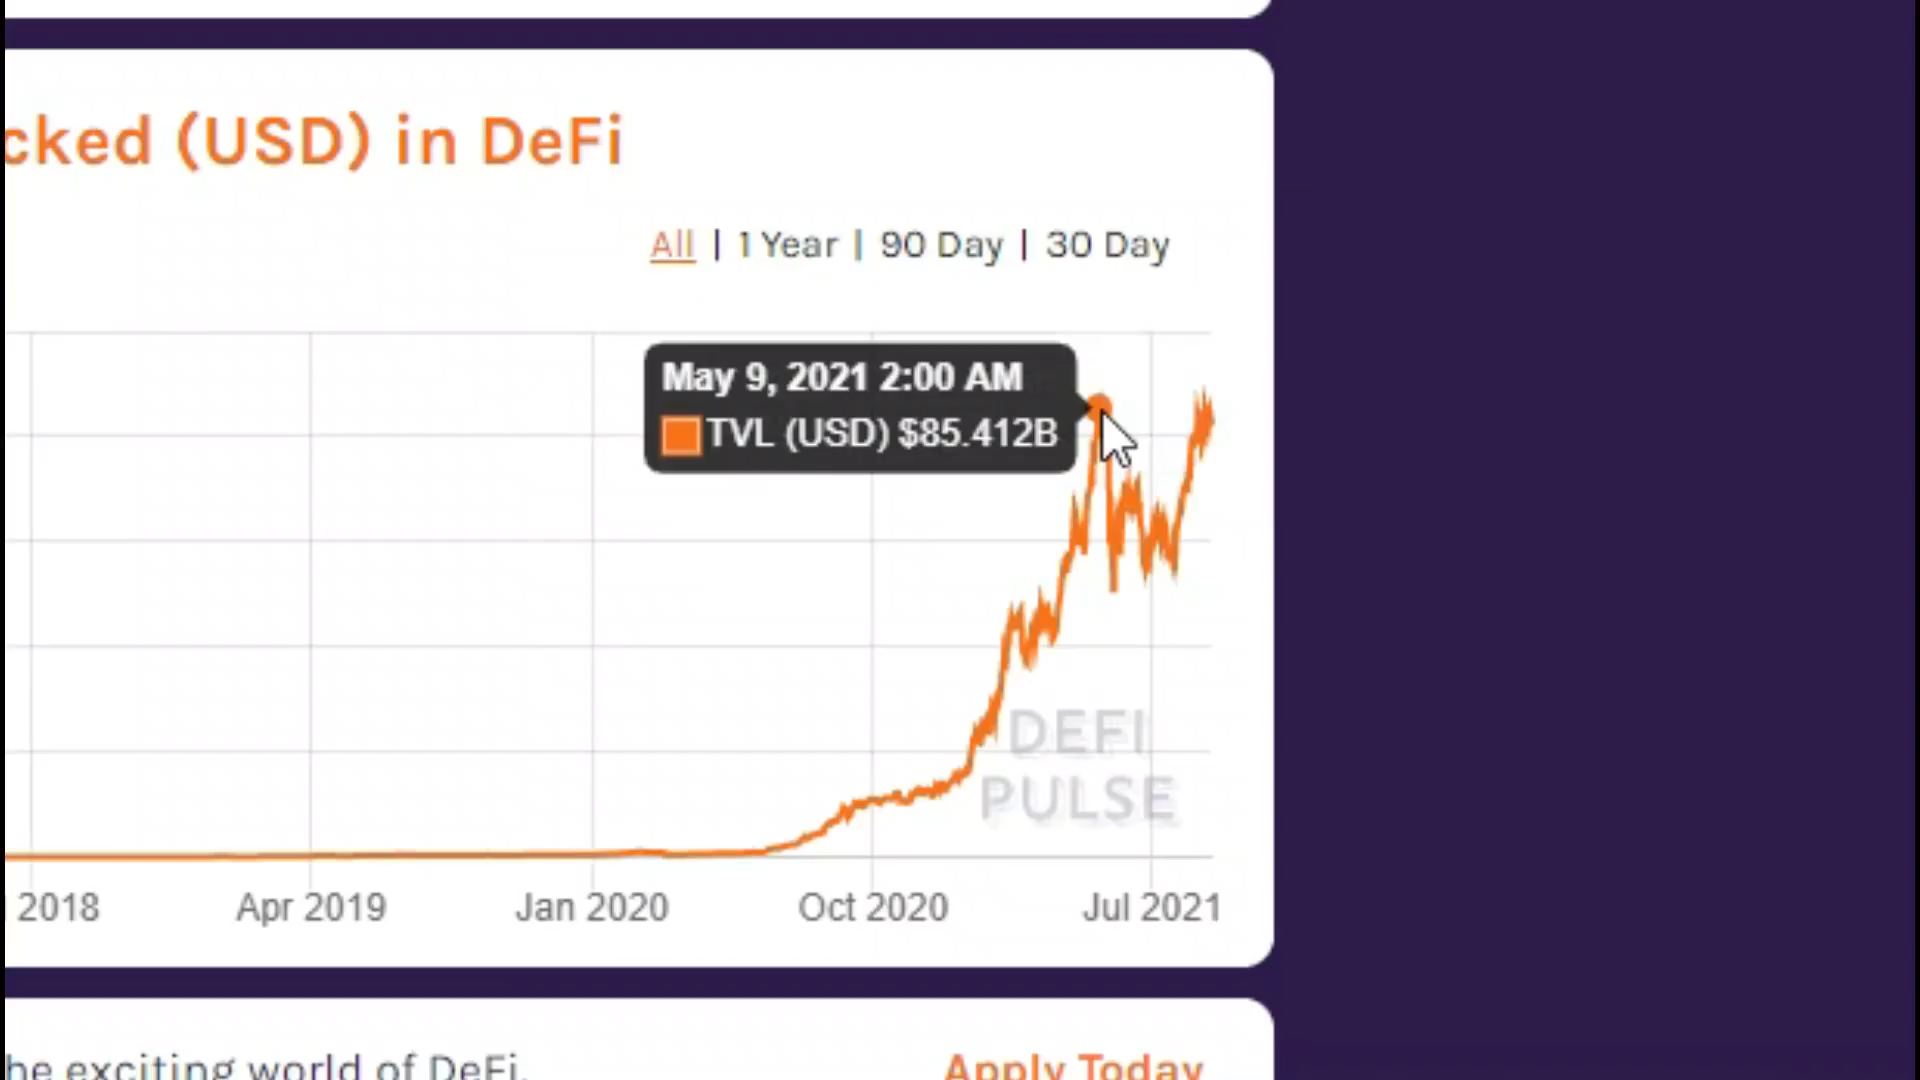 cked (USD) in DeFi
All | 1 Year | 90 Day | 30 Day
May 9, 2021 2:00 AM
TVL (USD) $85.412B
DEFI
PULSE
2018 Apr 2019 Jan 2020 Oct 2020 Jul 2021
he exciting world of DeFi. Apply Today